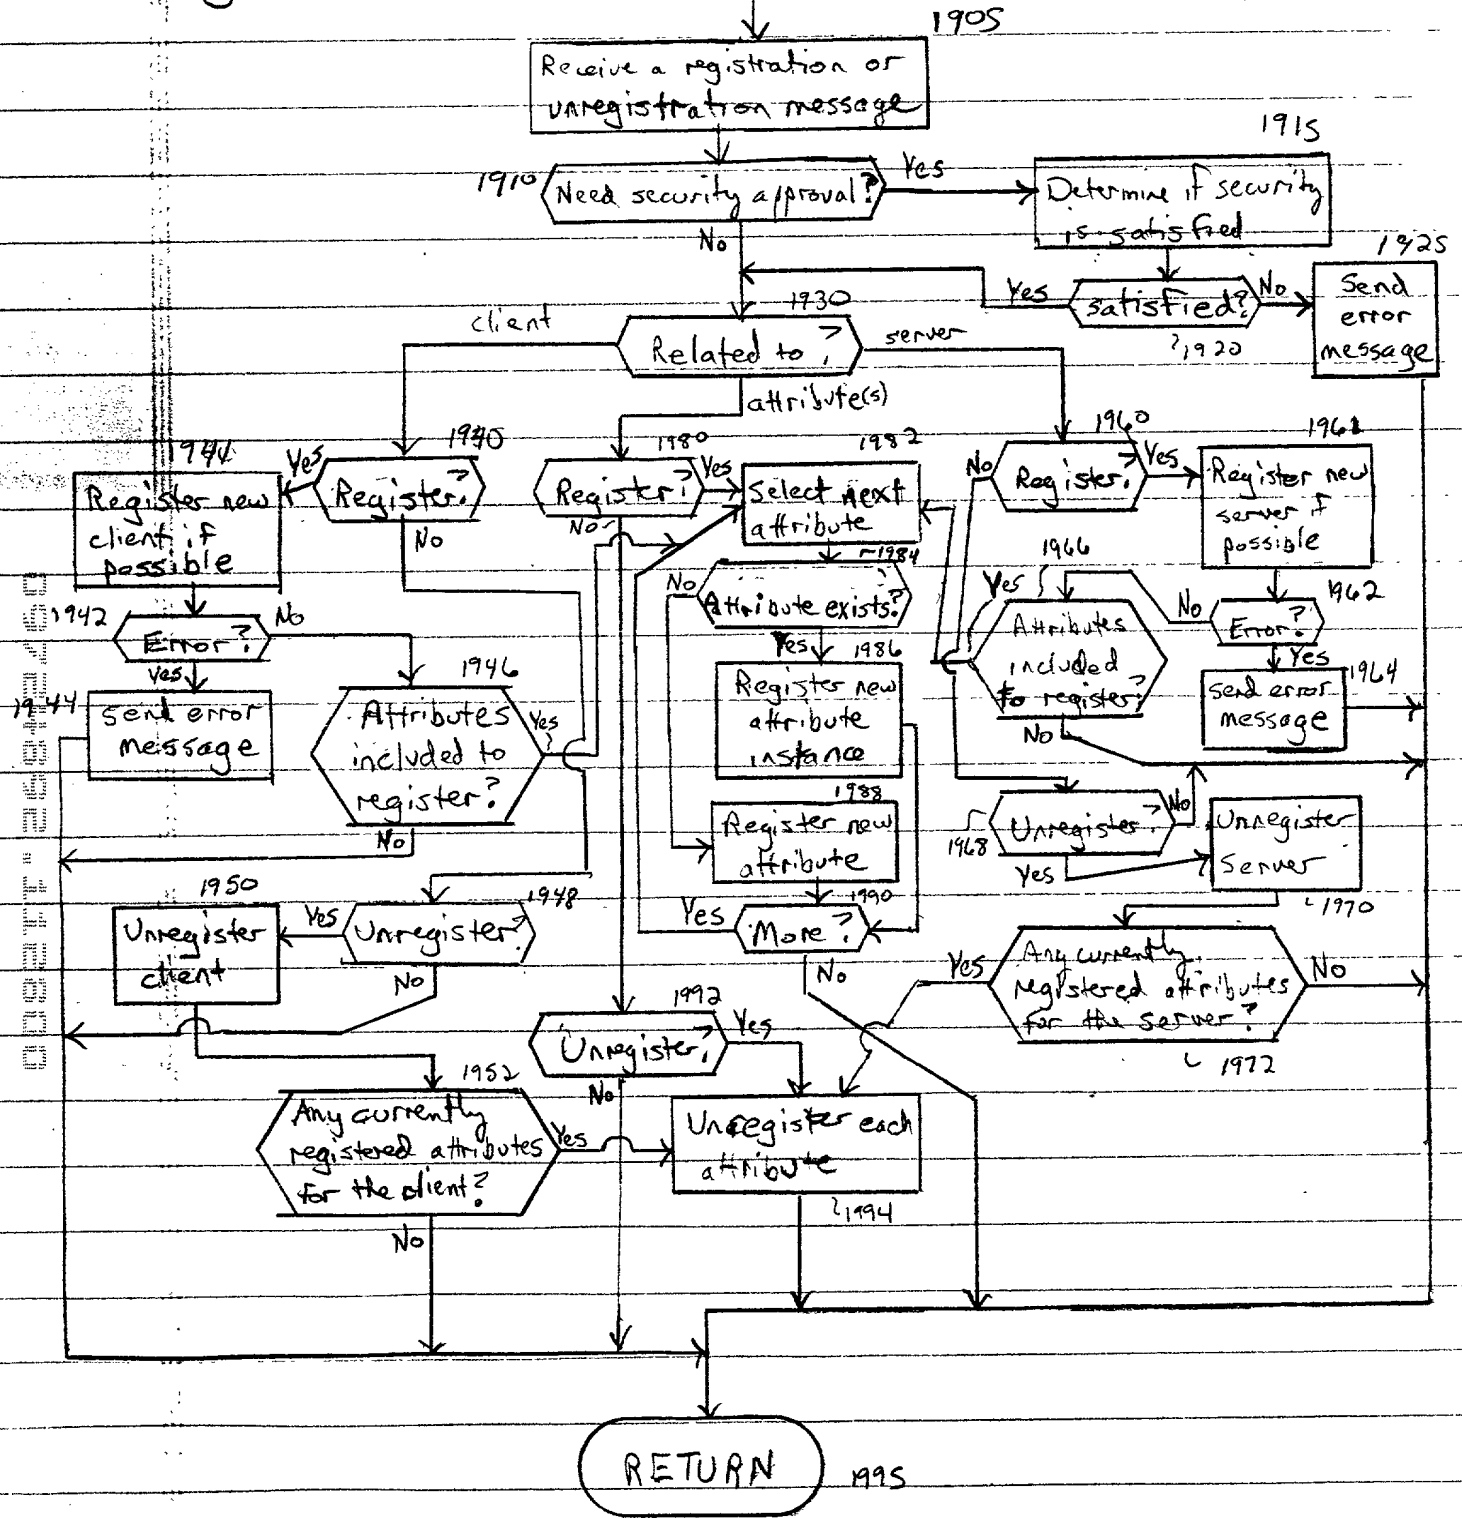 1905
Receive a registration or
unregistration message
1910
Need security approval?
Yes
No
1915
Determine if security
is satisfied
satisfied?
Yes
No
1920
1925
Send
error
message
1930
Related to?
client
server
attribute(s)
1940
Register?
Yes
No
Register new
client if
possible
1942
Error?
No
Yes
1944
send error
message
1946
Attributes
included to
register?
Yes
No
1948
Unregister?
Yes
No
1950
Unregister
client
1952
Any currently
registered attributes
for the client?
Yes
No
1980
Register?
Yes
No
1982
Select next
attribute
1984
Attribute exists?
No
Yes
1986
Register new
attribute
instance
1988
Register new
attribute
1990
More?
Yes
No
1992
Unregister?
Yes
No
Unregister each
attribute
1994
1960
Register?
No
Yes
1961
Register new
server if
possible
1962
Error?
No
Yes
1964
send error
message
1966
Yes
Attributes
included
to register?
No
1968
Unregister?
No
Yes
Unregister
Server
1970
Any currently
registered attributes
for the server?
Yes
No
1972
RETURN
1995